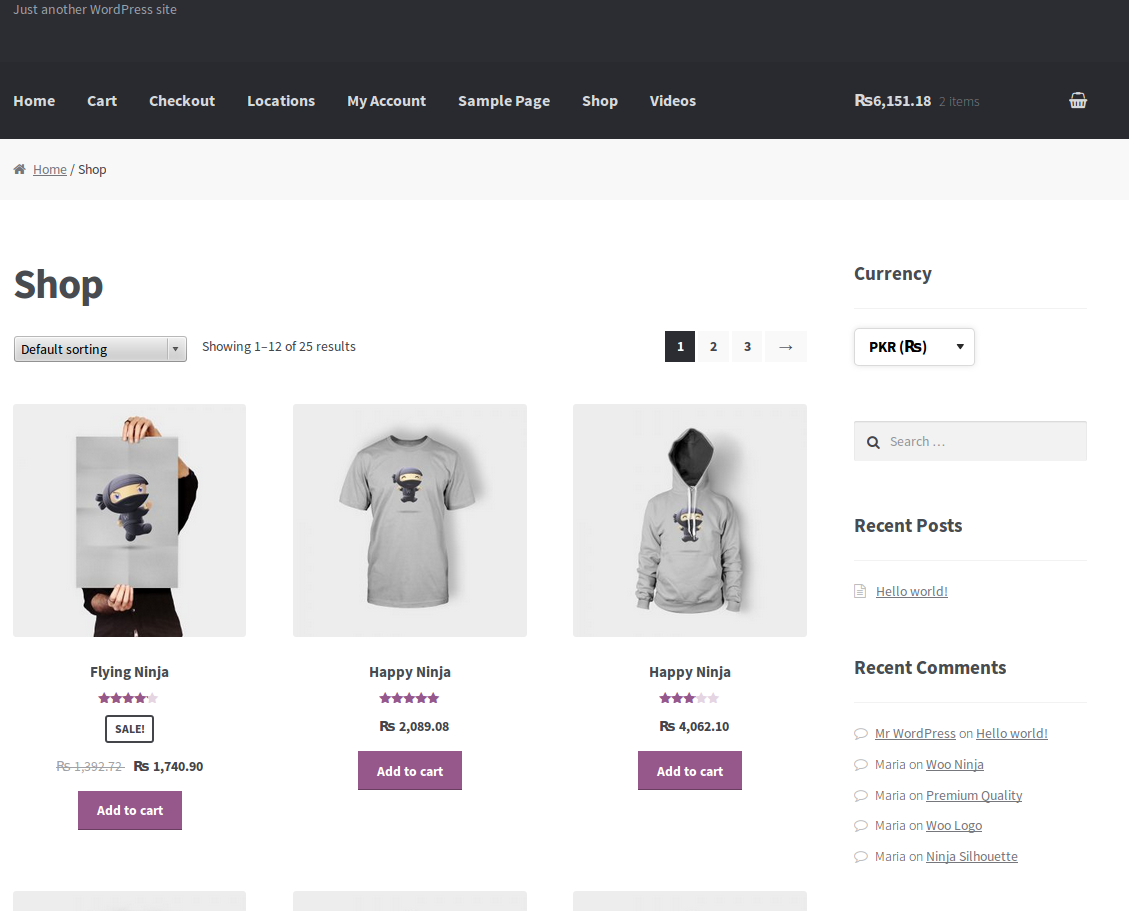 Just another WordPress site
Home Cart Checkout Locations My Account Sample Page Shop Videos ₨6,151.18 2 items
Home / Shop
Shop
Default sorting Showing 1–12 of 25 results 1 2 3 →
Currency
PKR (₨)
Search …
Recent Posts
Hello world!
Recent Comments
Mr WordPress on Hello world!
Maria on Woo Ninja
Maria on Premium Quality
Maria on Woo Logo
Maria on Ninja Silhouette
Flying Ninja
SALE!
₨ 1,392.72 ₨ 1,740.90
Add to cart
Happy Ninja
₨ 2,089.08
Add to cart
Happy Ninja
₨ 4,062.10
Add to cart